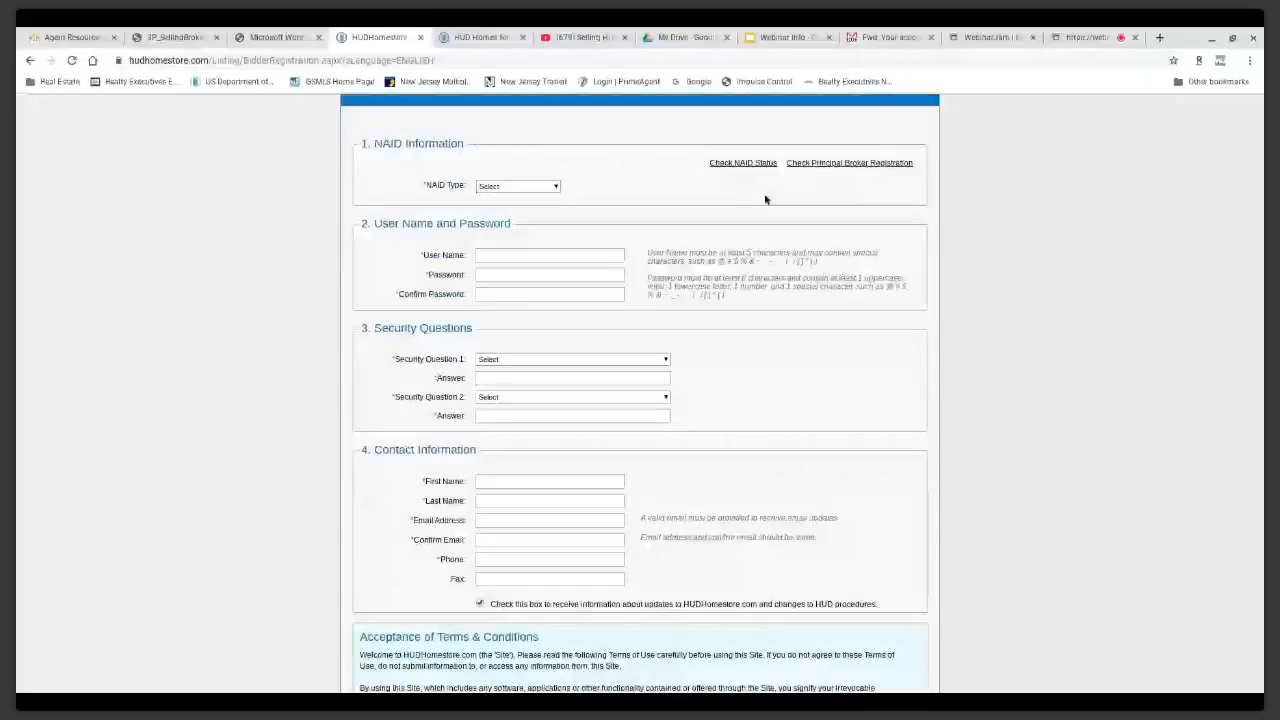 Agent Resource
3P_SellingBroke
Microsoft Word
HUDHomestore
HUD Homes N
(679) Selling H
My Drive - Goog
Webinar Info - G
Fwd: Your
WebinarJam |
https://webi
hudhomestore.com/Listing/BidderRegistration.aspx?sLanguage=ENGLISH
Real Estate
Realty Executives E...
US Department of...
GSMLS Home Page
New Jersey Multipl..
New Jersey Transit
Login | PrimeAgent
Google
Impulse Control
Realty Executives N...
Other bookmarks
1. NAID Information
Check NAID Status Check Principal Broker Registration
*NAID Type: Select
2. User Name and Password
*User Name:
User Name must be at least 5 characters and may contain special
characters, such as
*Password:
Password must be at least 8 characters and contain at least 1 uppercase
least 1 lowercase letter, 1 number, and 1 special character such as
*Confirm Password:
3. Security Questions
*Security Question 1: Select
*Answer:
*Security Question 2: Select
*Answer:
4. Contact Information
*First Name:
*Last Name:
*Email Address:
A valid email must be provided to receive email updates.
*Confirm Email:
Email address and confirm email should be same.
*Phone:
Fax:
Check this box to receive information about updates to HUDHomestore.com and changes to HUD procedures.
Acceptance of Terms & Conditions
Welcome to HUDHomestore.com (the 'Site'). Please read the following Terms of Use carefully before using this Site. If you do not agree to these Terms of
Use, do not submit information to, or access any information from, this Site.
By using this Site, which includes any software, applications or other functionality contained or offered through the Site, you signify your irrevocable